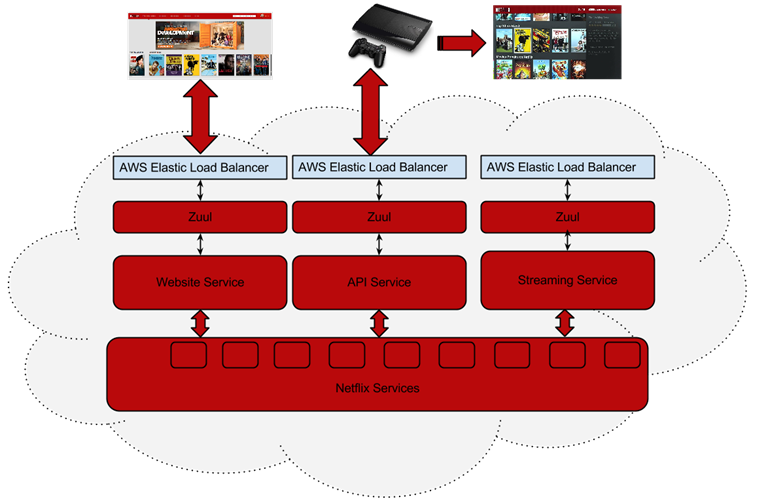 DEVELOPMENT
AWS Elastic Load Balancer
AWS Elastic Load Balancer
AWS Elastic Load Balancer
Zuul
Zuul
Zuul
Website Service
API Service
Streaming Service
Netflix Services